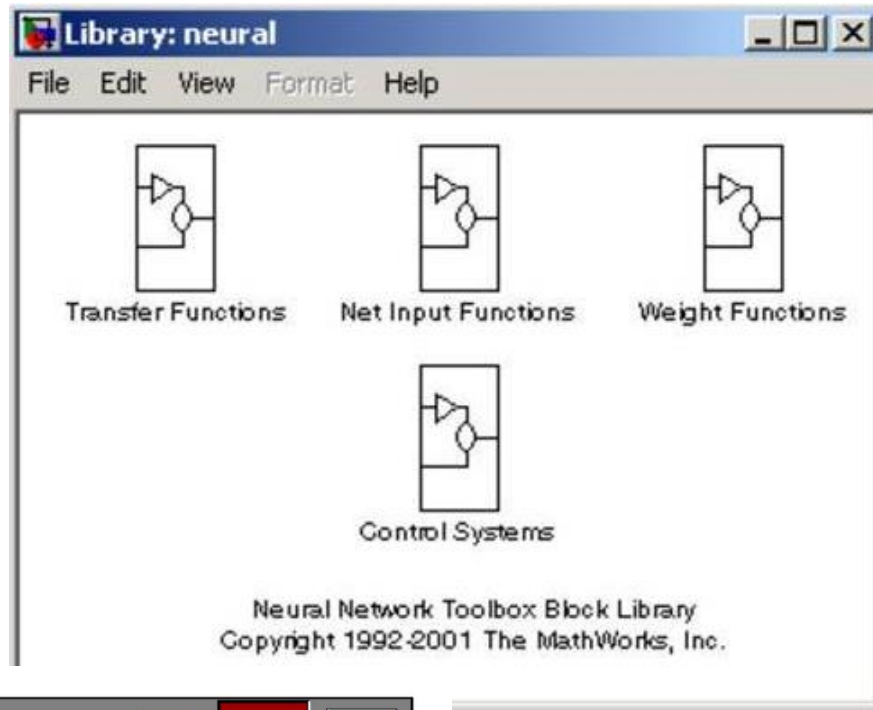 Library: neural
File Edit View Format Help
Transfer Functions Net Input Functions Weight Functions
Control Systems
Neural Network Toolbox Block Library
Copyright 1992-2001 The MathWorks, Inc.